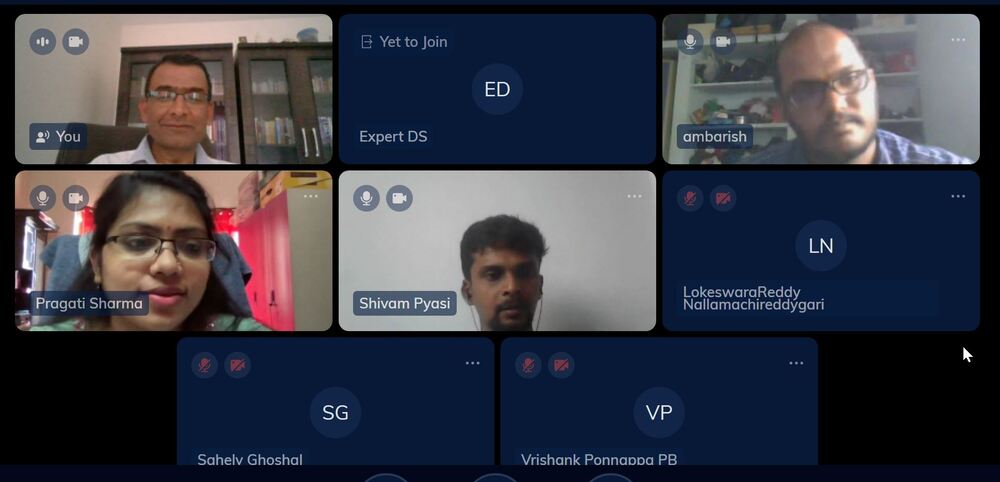 Yet to Join
ED
You
Expert DS
ambarish
Pragati Sharma
Shivam Pyasi
LN
LokeswaraReddy
Nallamachireddygari
SG
VP
Sahely Ghoshal
Vrishank Ponnappa PB